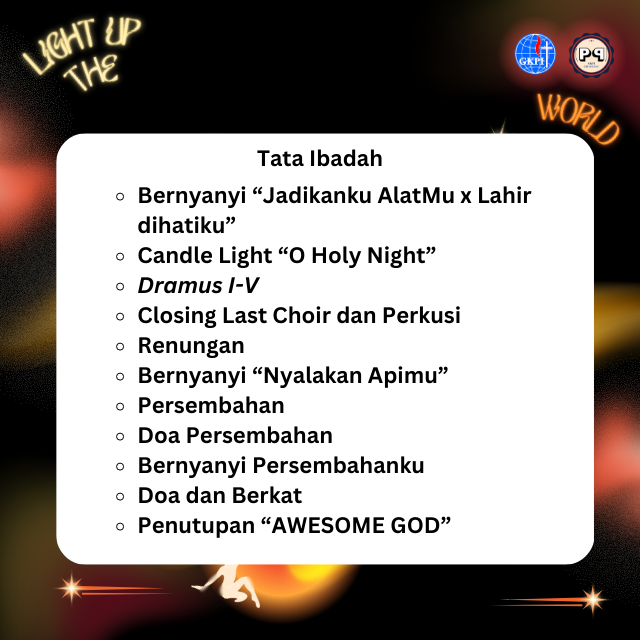 LIGHT UP
THE
GKPI
PP
WORLD
Tata Ibadah
Bernyanyi “Jadikanku AlatMu x Lahir
dihatiku”
Candle Light “O Holy Night”
Dramus I-V
Closing Last Choir dan Perkusi
Renungan
Bernyanyi “Nyalakan Apimu”
Persembahan
Doa Persembahan
Bernyanyi Persembahanku
Doa dan Berkat
Penutupan “AWESOME GOD”